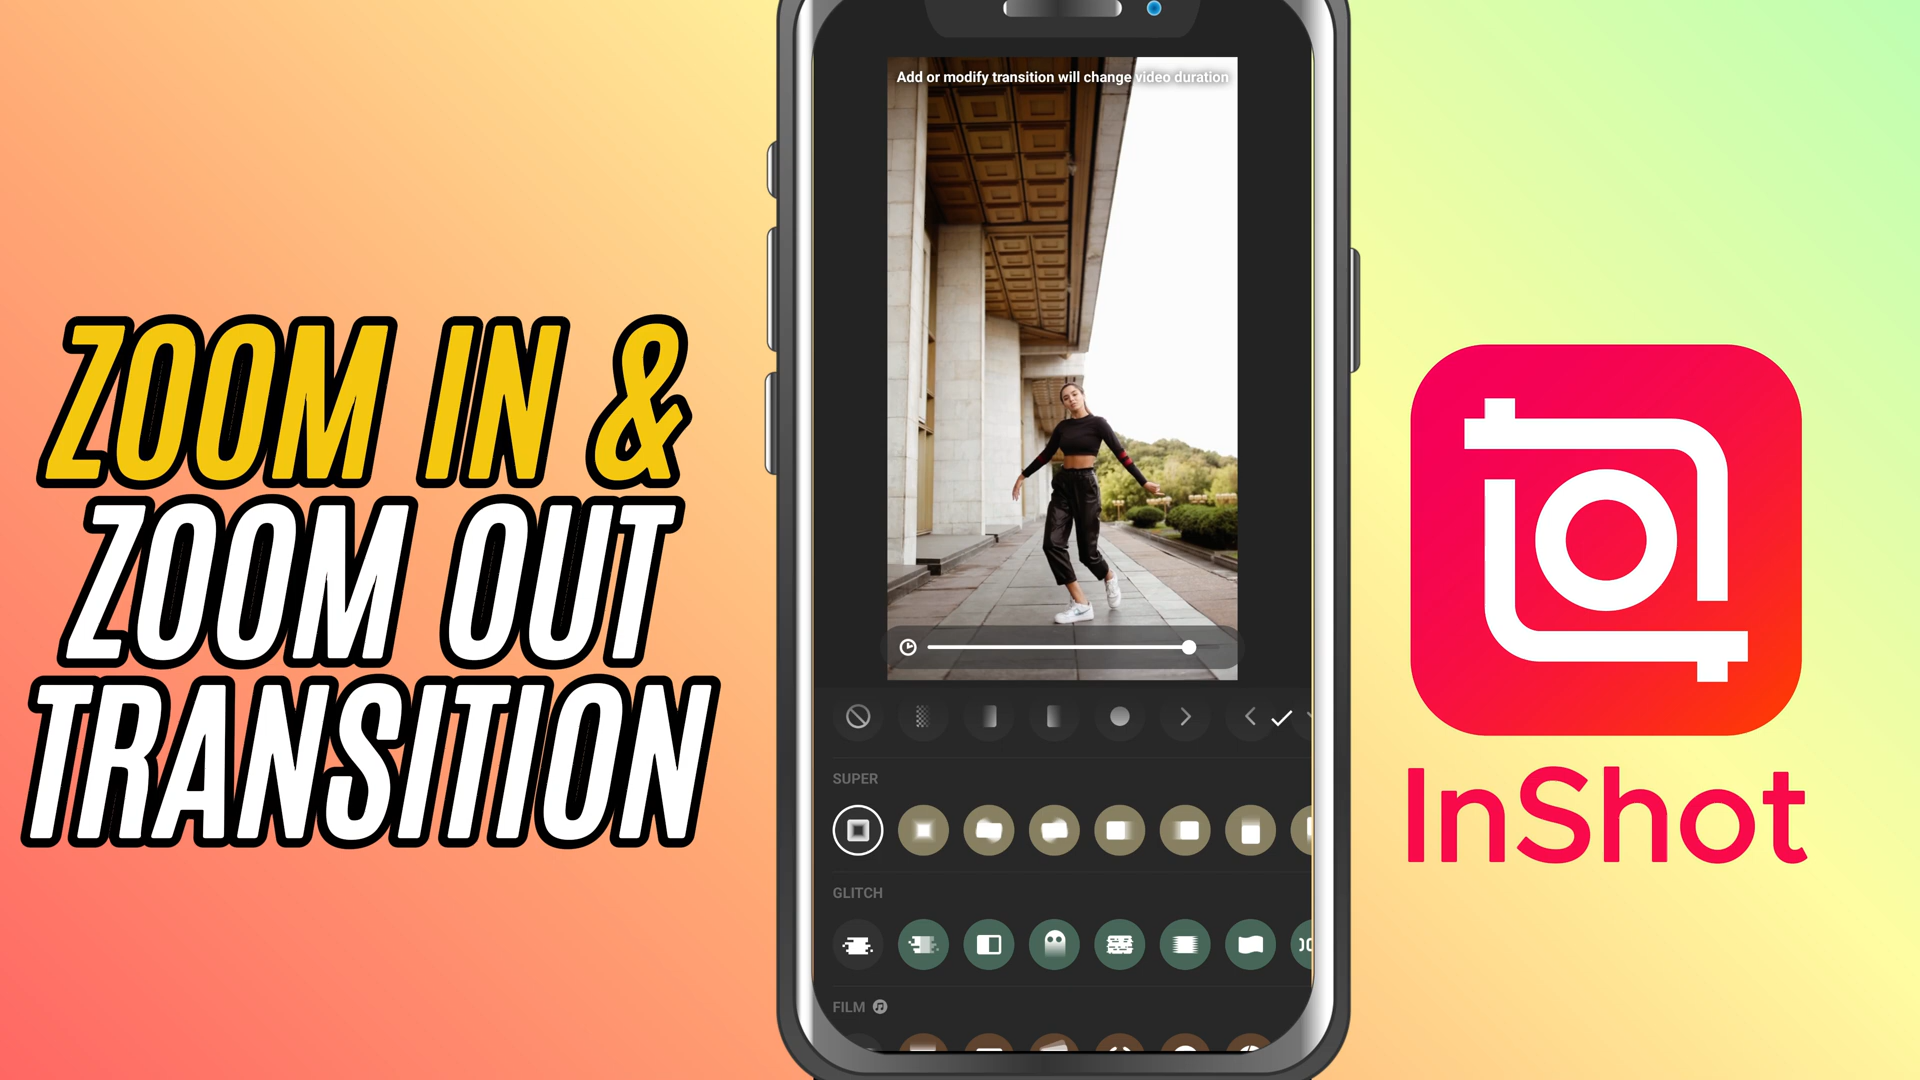 ZOOM IN &
ZOOM OUT
TRANSITION
Add or modify transition will change video duration
SUPER
GLITCH
FILM
InShot